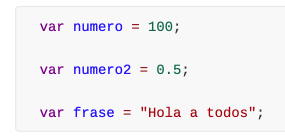 var numero = 100;
var numero2 = 0.5;
var frase = "Hola a todos";